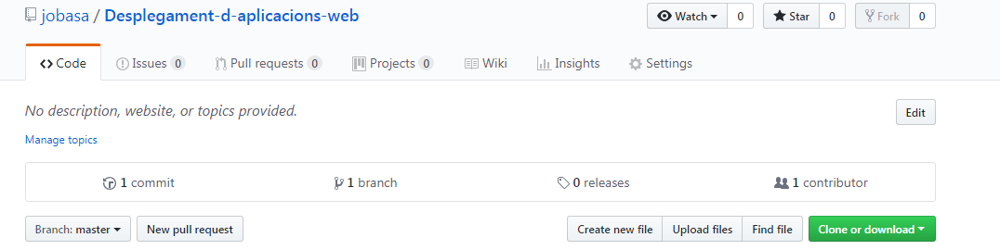 jobasa / Desplegament-d-aplicacions-web Watch 0 Star 0 Fork 0
Code Issues 0 Pull requests 0 Projects 0 Wiki Insights Settings
No description, website, or topics provided. Edit
Manage topics
1 commit 1 branch 0 releases 1 contributor
Branch: master New pull request Create new file Upload files Find file Clone or download